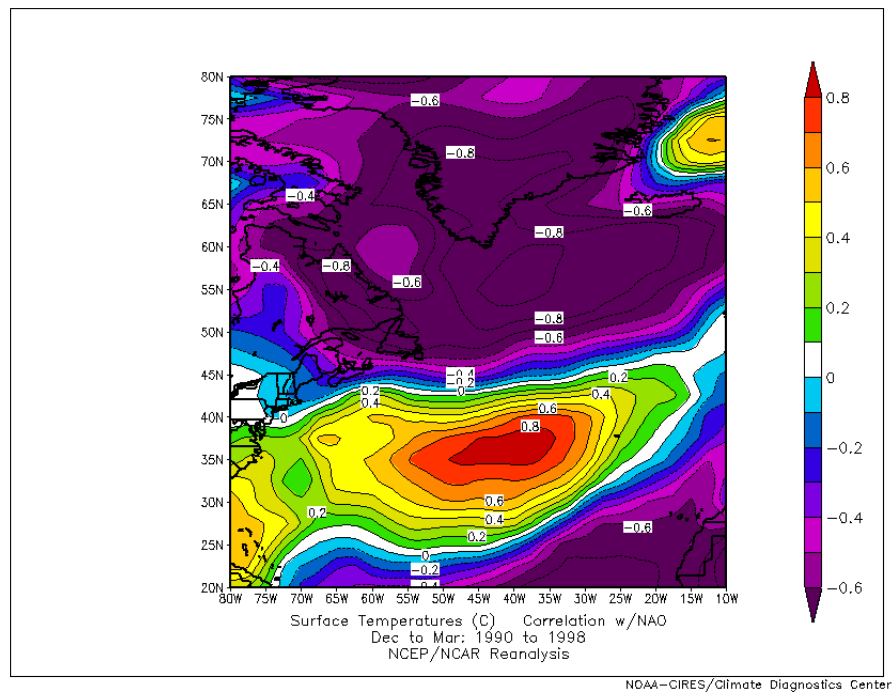 80N
-0.6
0.8
75N
-0.8
70N
0.6
-0.4
65N
-0.6
-0.8
60N
0.4
-0.4 -0.8
-0.6
55N
0.2
-0.8
50N
-0.6
45N
-0.4 0.2
-0.2
0
0.2 0 0.4
0.4 0.6
40N
0 0.8
-0.2
35N
30N
0.6
0.2 0.4 -0.6
-0.4
0.2
25N
0
-0.2
20N
-0.6
80W 75W 70W 65W 60W 55W 50W 45W 40W 35W 30W 25W 20W 15W 10W
Surface Temperatures (C) Correlation w/NAO
Dec to Mar: 1990 to 1998
NCEP/NCAR Reanalysis
NOAA-CIRES/Climate Diagnostics Center